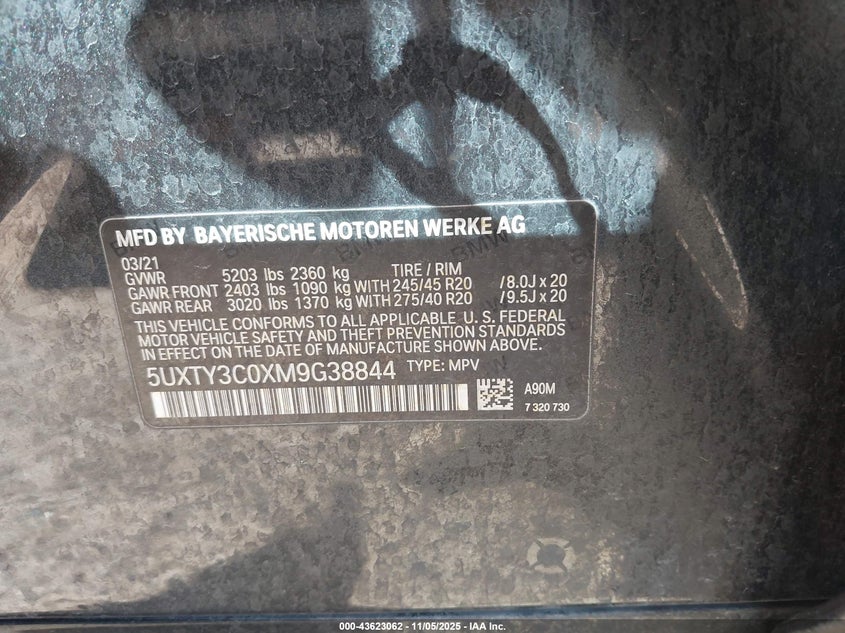 MFD BY BAYERISCHE MOTOREN WERKE AG
03/21
GVWR 5203 lbs 2360 kg TIRE / RIM
GAWR FRONT 2403 lbs 1090 kg WITH 245/45 R20 /8.0J x 20
GAWR REAR 3020 lbs 1370 kg WITH 275/40 R20 /9.5J x 20
THIS VEHICLE CONFORMS TO ALL APPLICABLE U. S. FEDERAL
MOTOR VEHICLE SAFETY AND THEFT PREVENTION STANDARDS
IN EFFECT ON THE DATE OF MANUFACTURE SHOWN ABOVE.
5UXTY3C0XM9G38844 TYPE: MPV
A90M
7 320 730
000-43623062 - 11/05/2025 - IAA Inc.